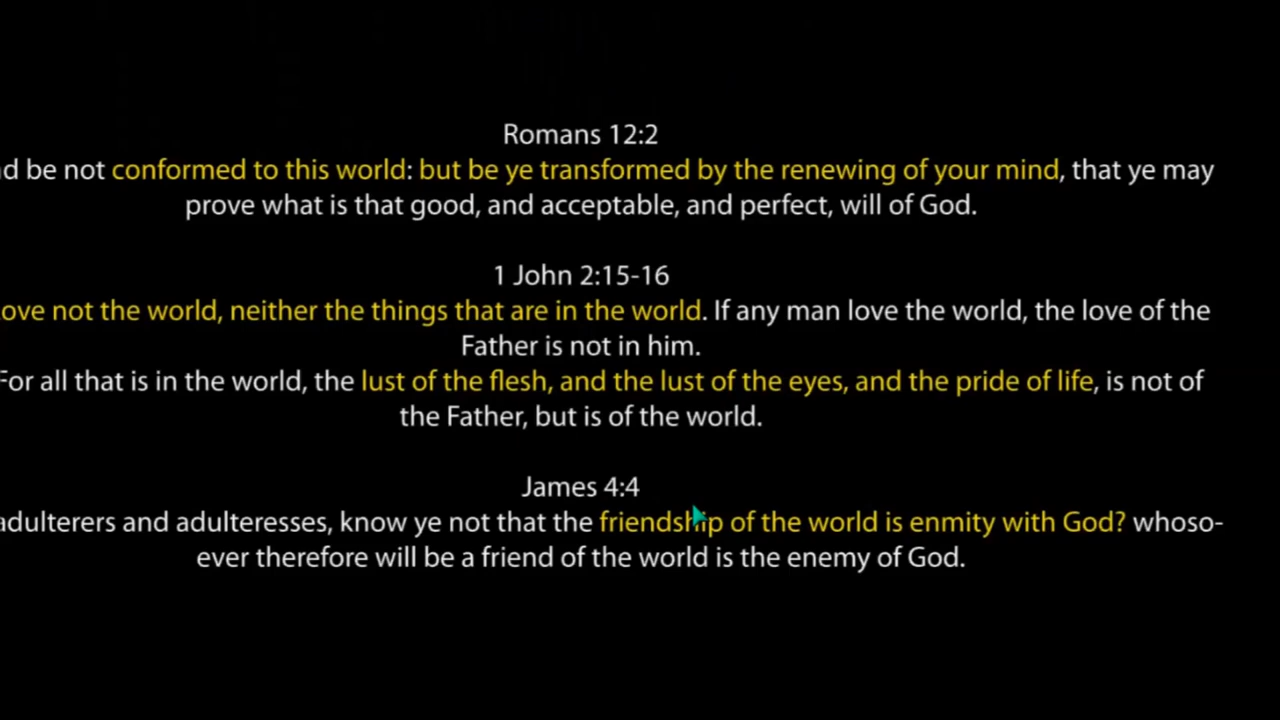 Romans 12:2
be not conformed to this world: but be ye transformed by the renewing of your mind, that ye may
prove what is that good, and acceptable, and perfect, will of God.
1 John 2:15-16
ove not the world, neither the things that are in the world. If any man love the world, the love of the
Father is not in him.
For all that is in the world, the lust of the flesh, and the lust of the eyes, and the pride of life, is not of
the Father, but is of the world.
James 4:4
adulterers and adulteresses, know ye not that the friendship of the world is enmity with God? whoso-
ever therefore will be a friend of the world is the enemy of God.